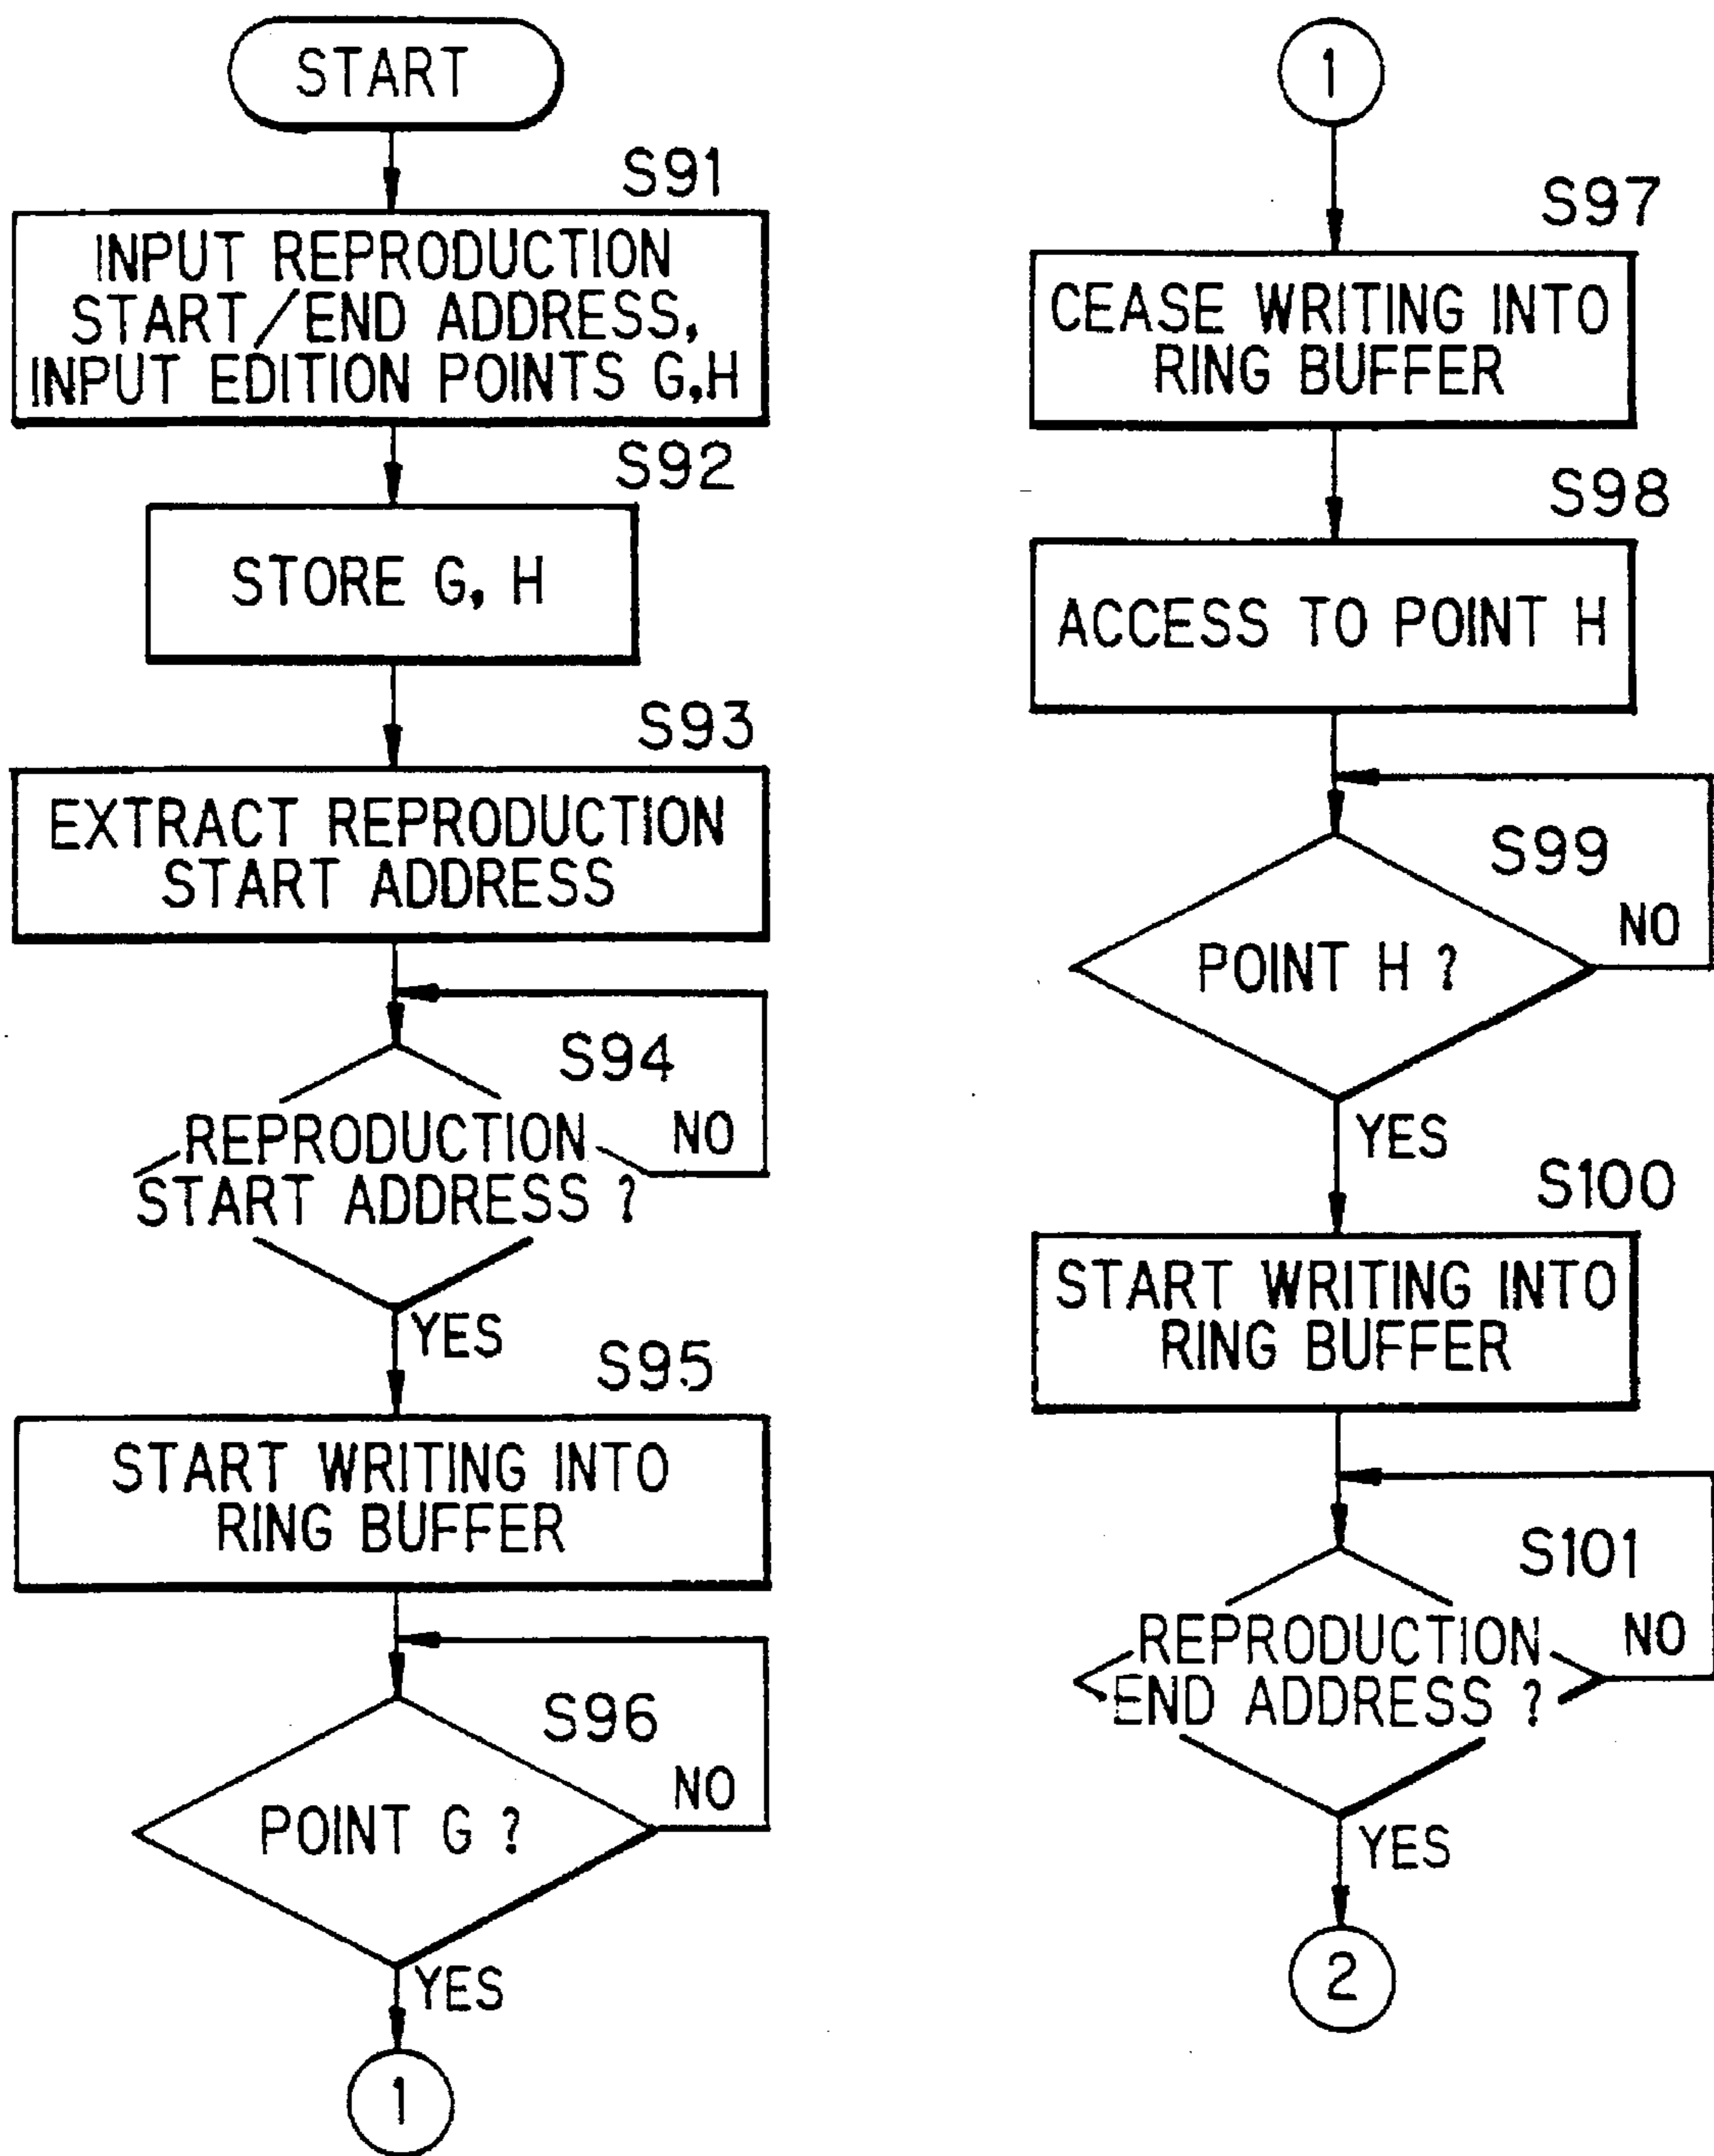 START
S91
INPUT REPRODUCTION
START/END ADDRESS,
INPUT EDITION POINTS G,H
S92
STORE G, H
S93
EXTRACT REPRODUCTION
START ADDRESS
S94
REPRODUCTION
NO
START ADDRESS ?
YES
S95
START WRITING INTO
RING BUFFER
S96
NO
POINT G ?
YES
1
1
S97
CEASE WRITING INTO
RING BUFFER
S98
ACCESS TO POINT H
S99
NO
POINT H ?
YES
S100
START WRITING INTO
RING BUFFER
S101
REPRODUCTION
NO
END ADDRESS ?
YES
2